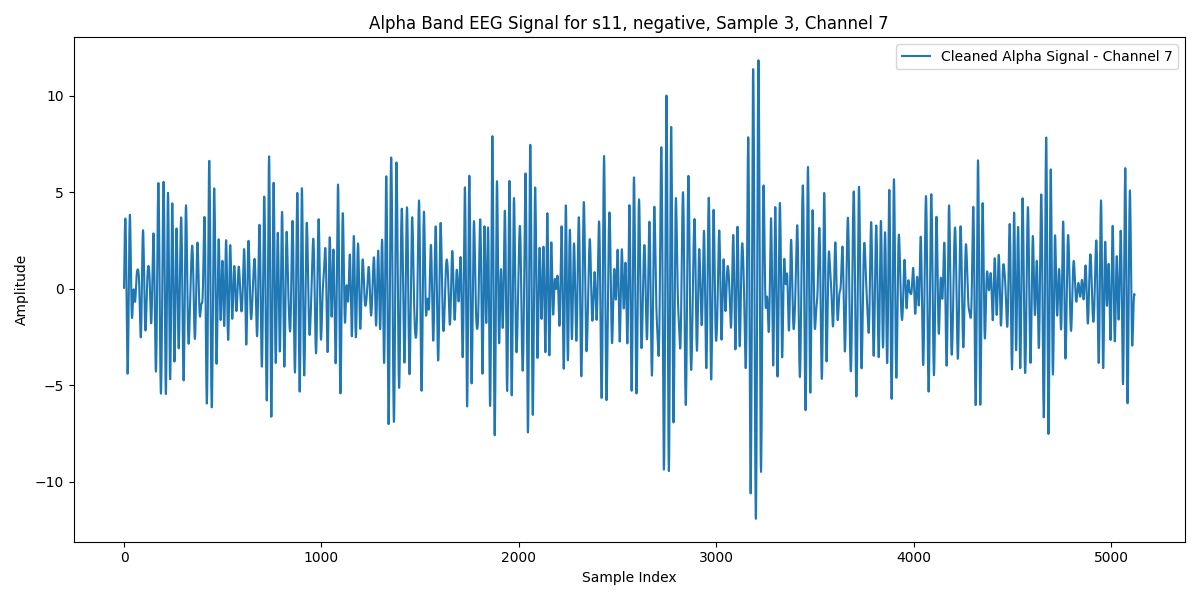 Alpha Band EEG Signal for s11, negative, Sample 3, Channel 7
Cleaned Alpha Signal - Channel 7
Amplitude
10
5
0
−5
−10
0 1000 2000 3000 4000 5000
Sample Index